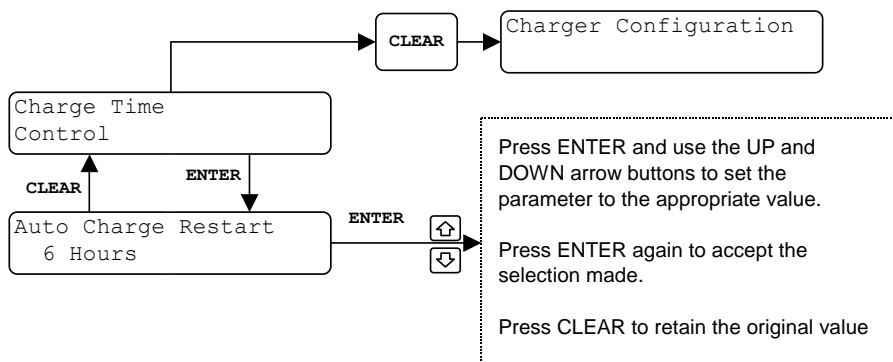 CLEAR
Charger Configuration
Charge Time
Control
CLEAR
ENTER
Auto Charge Restart
6 Hours
ENTER
Press ENTER and use the UP and
DOWN arrow buttons to set the
parameter to the appropriate value.
Press ENTER again to accept the
selection made.
Press CLEAR to retain the original value